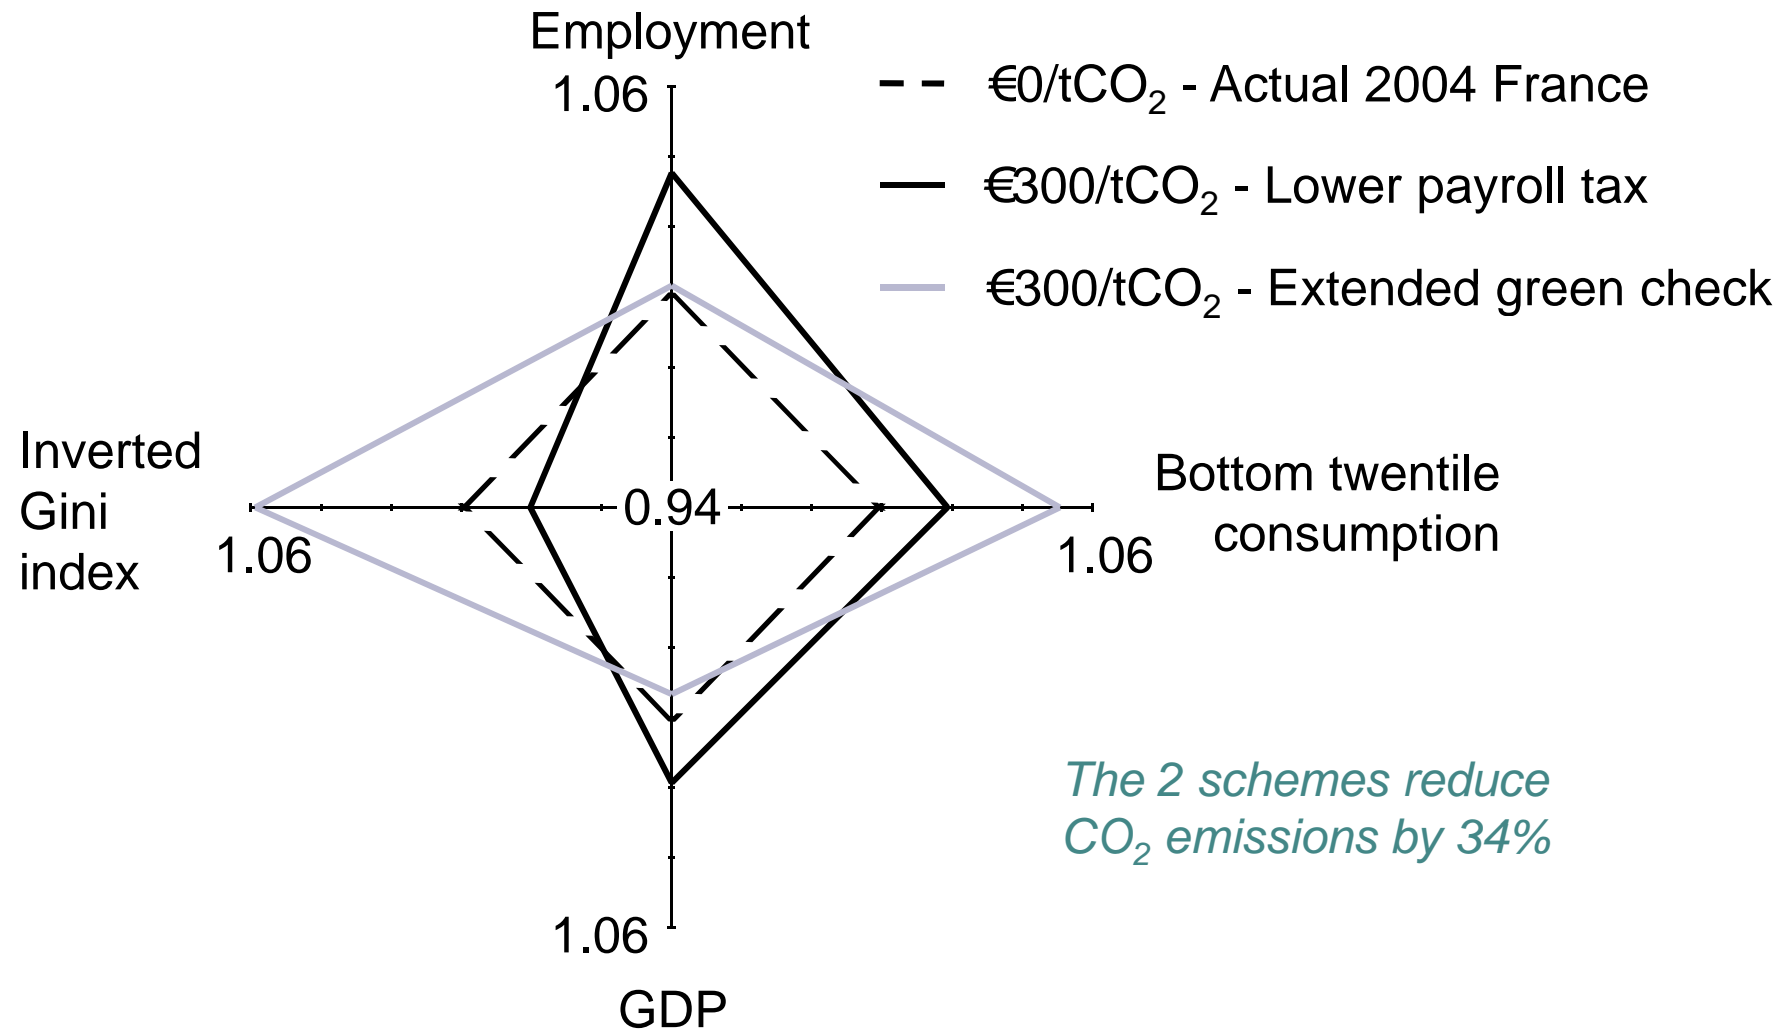 Employment
1.06
€0/tCO₂ - Actual 2004 France
€300/tCO₂ - Lower payroll tax
€300/tCO₂ - Extended green check
Inverted
Gini
index
1.06
0.94
Bottom twentile
consumption
1.06
The 2 schemes reduce
CO₂ emissions by 34%
1.06
GDP